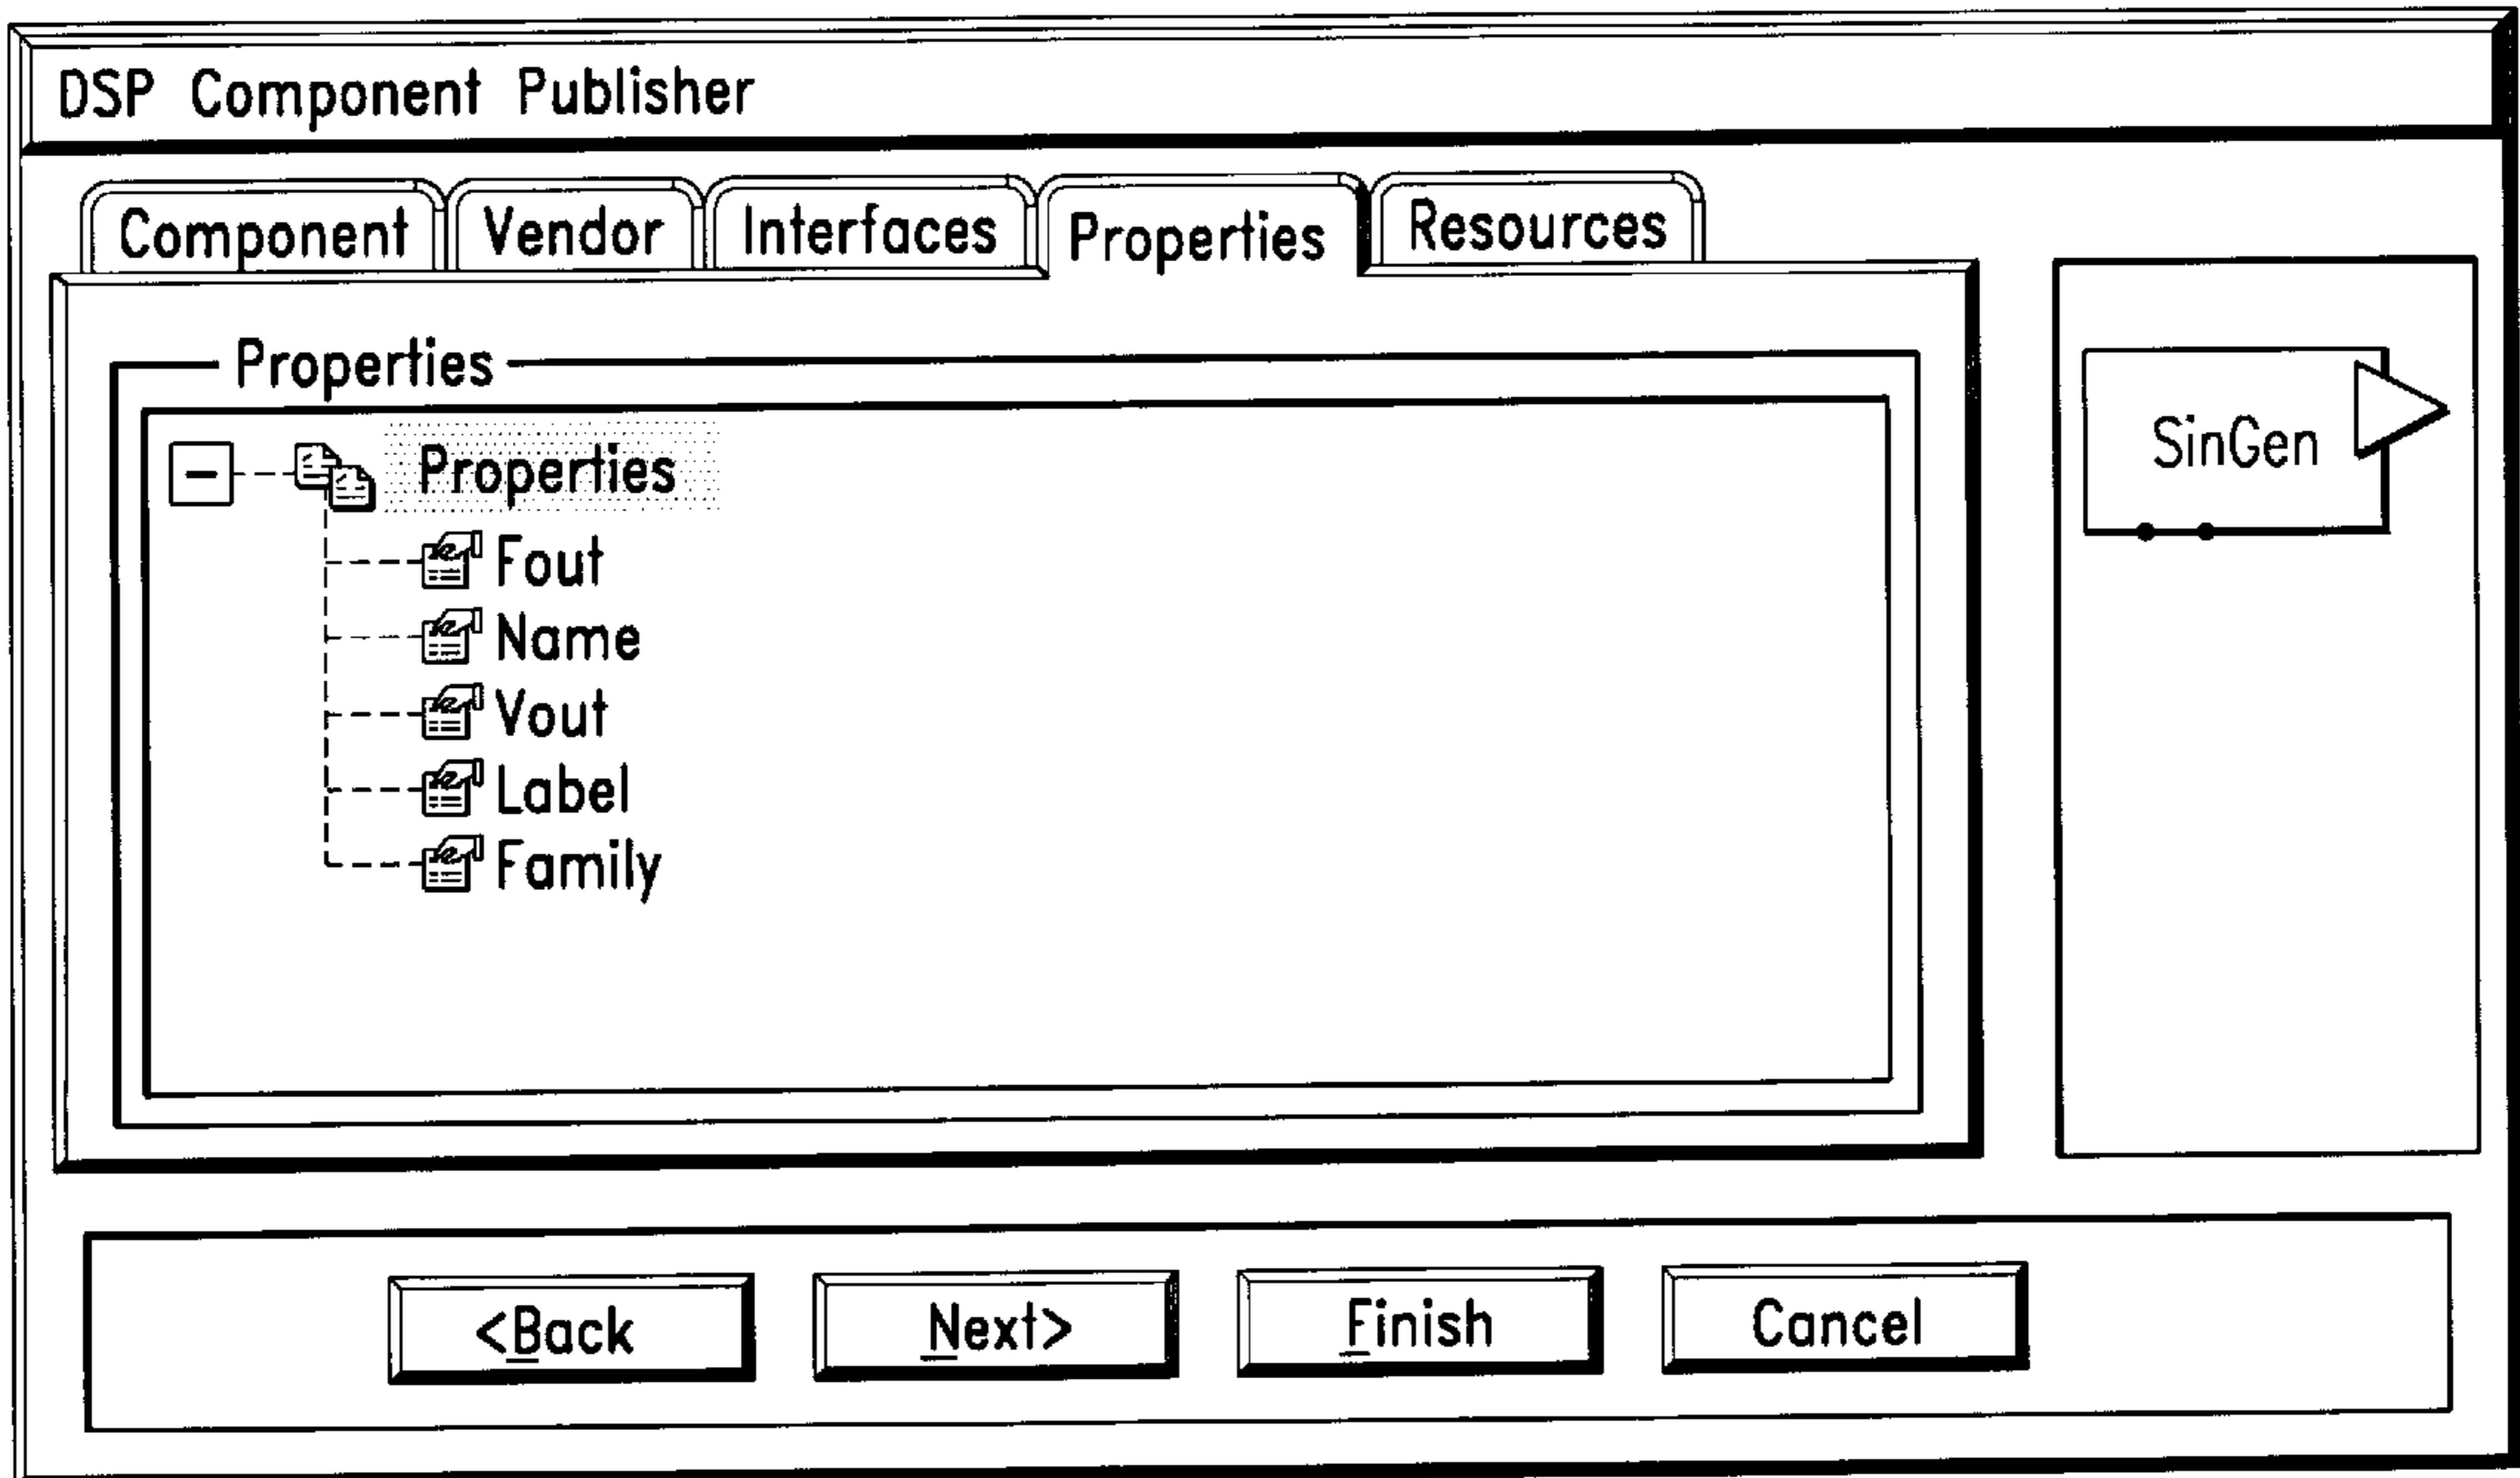 DSP Component Publisher
Component Vendor Interfaces Properties Resources
Properties
Properties
Fout
Name
Vout
Label
Family
SinGen
<Back Next> Finish Cancel